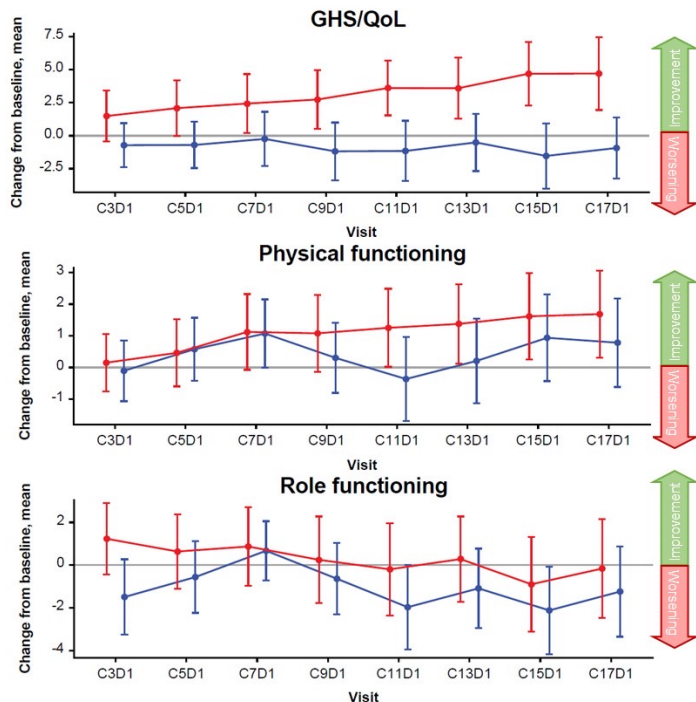 GHS/QoL
Change from baseline, mean
7.5
5.0
2.5
0.0
-2.5
C3D1 C5D1 C7D1 C9D1 C11D1 C13D1 C15D1 C17D1
Visit
Improvement
Worsening
Physical functioning
Change from baseline, mean
3
2
1
0
-1
C3D1 C5D1 C7D1 C9D1 C11D1 C13D1 C15D1 C17D1
Visit
Improvement
Worsening
Role functioning
Change from baseline, mean
2
0
-2
-4
C3D1 C5D1 C7D1 C9D1 C11D1 C13D1 C15D1 C17D1
Visit
Improvement
Worsening